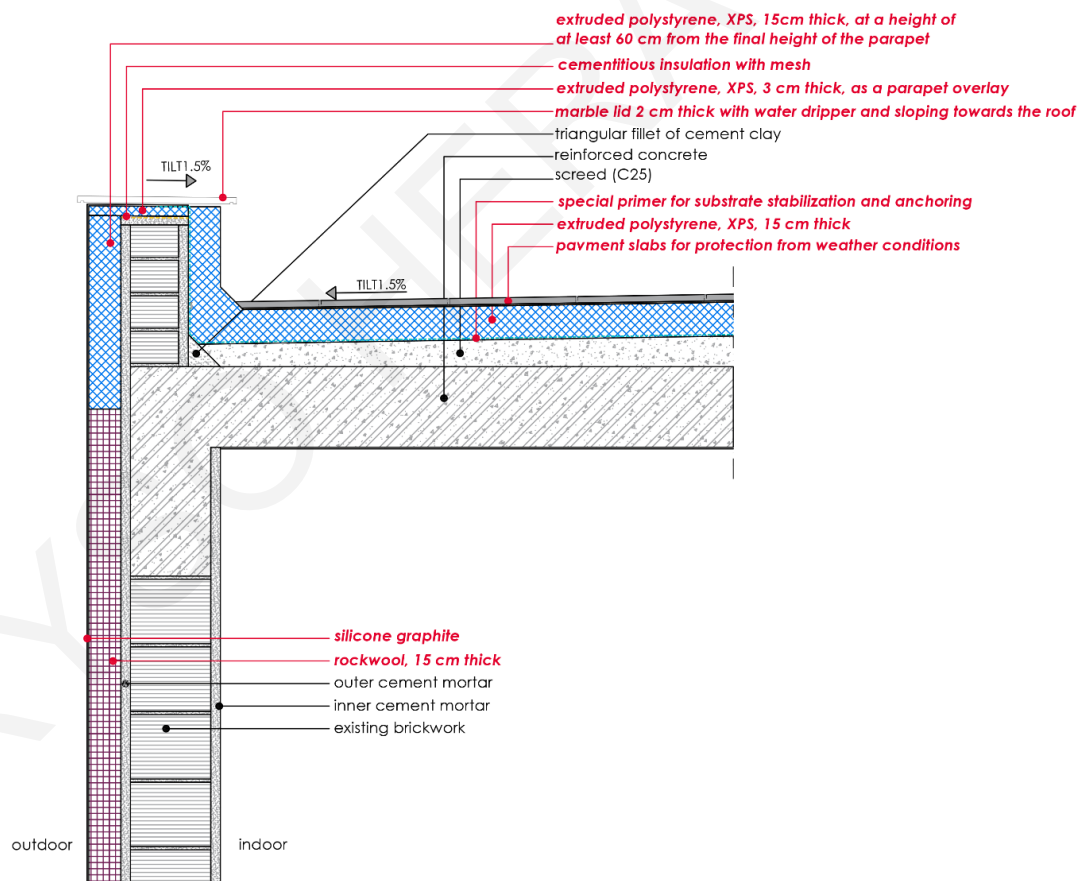 extruded polystyrene, XPS, 15cm thick, at a height of
at least 60 cm from the final height of the parapet
cementitious insulation with mesh
extruded polystyrene, XPS, 3 cm thick, as a parapet overlay
marble lid 2 cm thick with water dripper and sloping towards the roof
triangular fillet of cement clay
reinforced concrete
screed (C25)
special primer for substrate stabilization and anchoring
extruded polystyrene, XPS, 15 cm thick
pavment slabs for protection from weather conditions
TILT1.5%
TILT1.5%
silicone graphite
rockwool, 15 cm thick
outer cement mortar
inner cement mortar
existing brickwork
outdoor
indoor